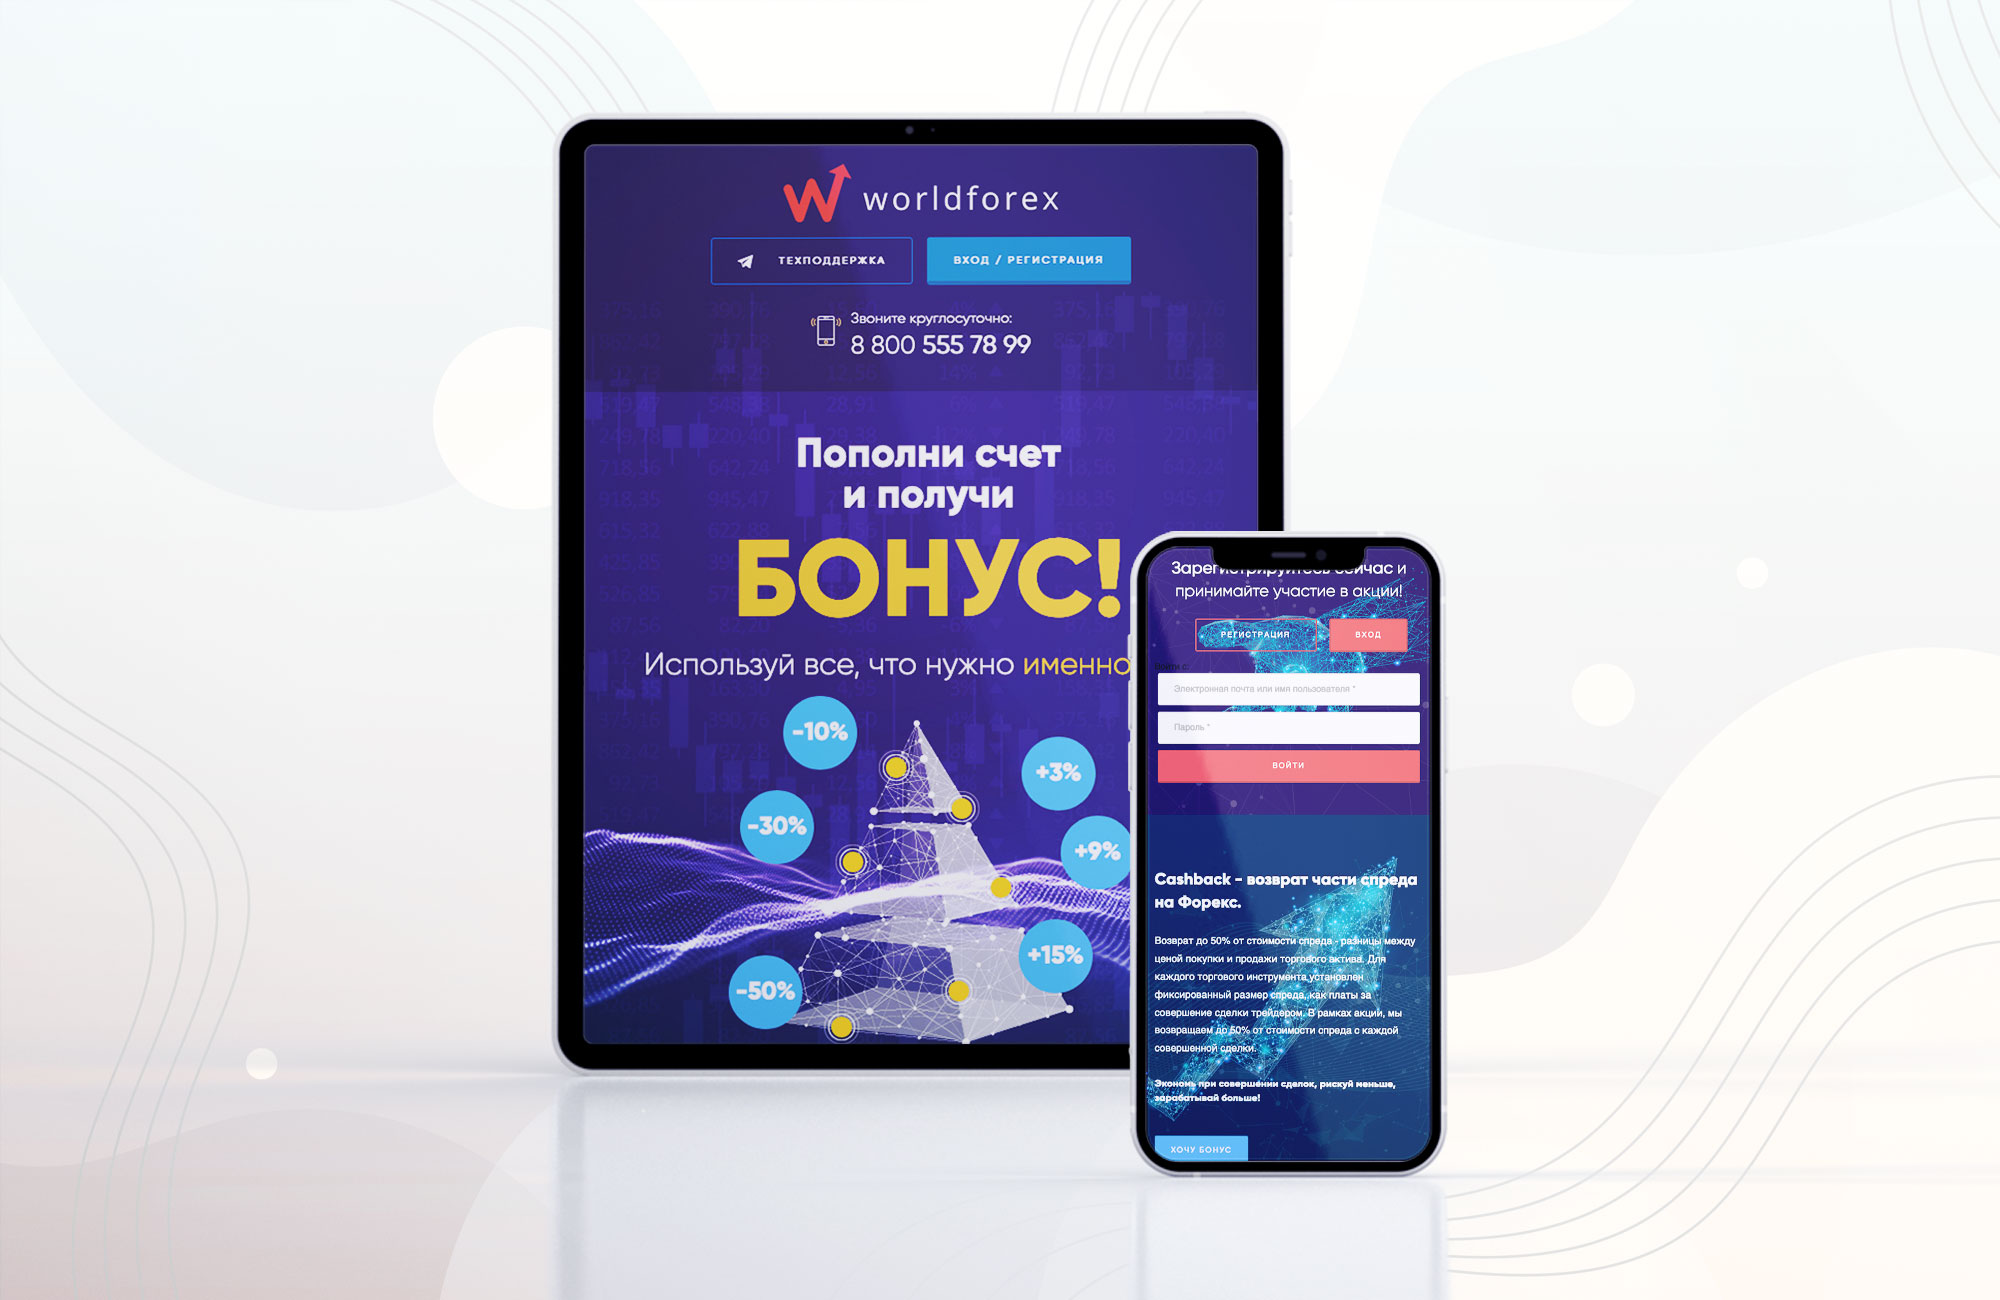 worldforex
ТЕХПОДДЕРЖКА
ВХОД / РЕГИСТРАЦИЯ
Звоните круглосуточно:
8 800 555 78 99
Пополни счет
и получи
БОНУС!
Используй все, что нужно именно
-10%
+3%
-30%
+9%
+15%
-50%
Зарегистрируйтесь сейчас и
принимайте участие в акции!
РЕГИСТРАЦИЯ
ВХОД
Войти с:
Электронная почта или имя пользователя *
Пароль *
ВОЙТИ
Cashback - возврат части спреда
на Форекс.
Возврат до 50% от стоимости спреда - разницы между
ценой покупки и продажи торгового актива. Для
каждого торгового инструмента установлен
фиксированный размер спреда, как платы за
совершение сделки трейдером. В рамках акции, мы
возвращаем до 50% от стоимости спреда с каждой
совершенной сделки.
Экономь при совершении сделок, рискуй меньше,
зарабатывай больше!
ХОЧУ БОНУС